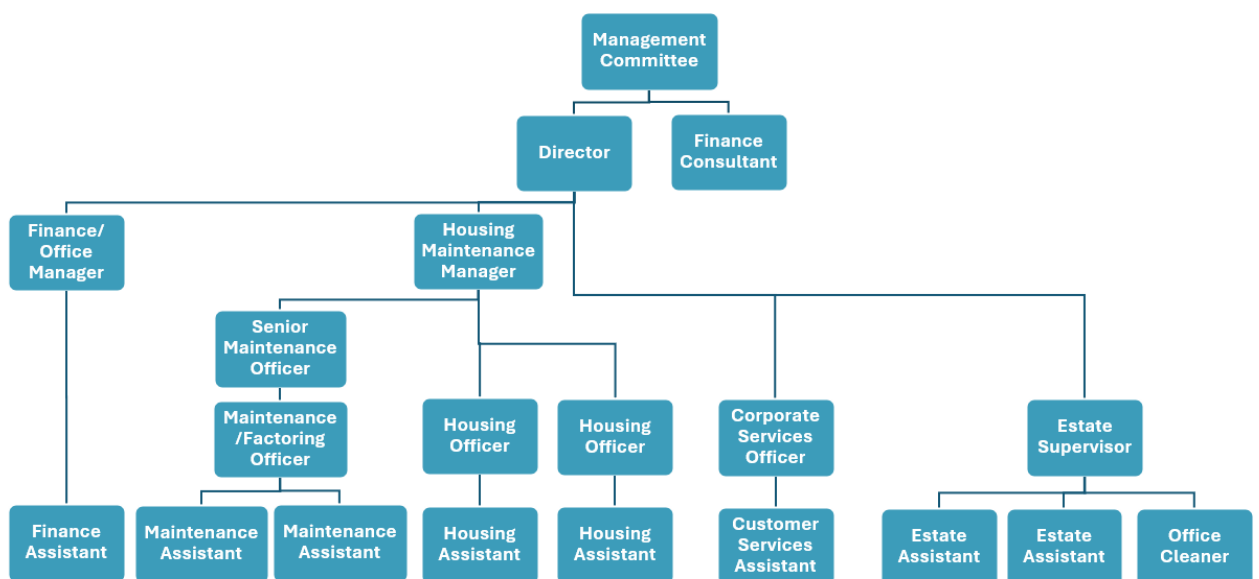 Management
Committee
Director
Finance
Consultant
Finance/
Office
Manager
Housing
Maintenance
Manager
Senior
Maintenance
Officer
Maintenance
/Factoring
Officer
Housing
Officer
Housing
Officer
Corporate
Services
Officer
Estate
Supervisor
Finance
Assistant
Maintenance
Assistant
Maintenance
Assistant
Housing
Assistant
Housing
Assistant
Customer
Services
Assistant
Estate
Assistant
Estate
Assistant
Office
Cleaner